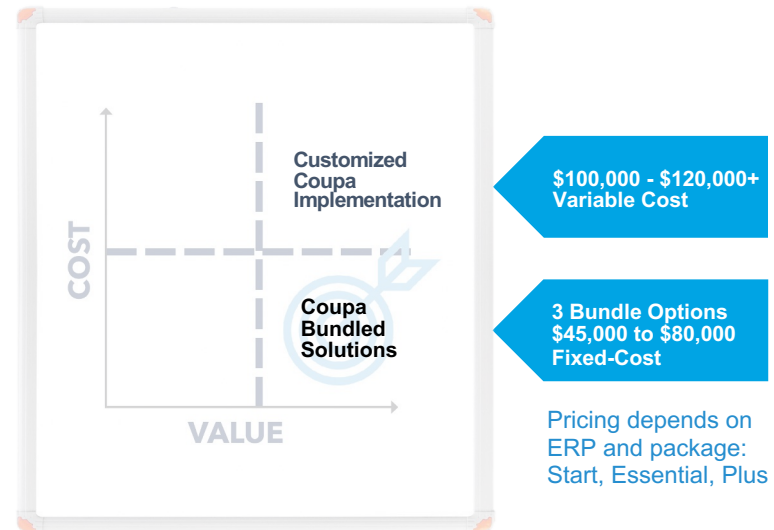 Customized
Coupa
Implementation
$100,000 - $120,000+
Variable Cost
COST
Coupa
Bundled
Solutions
3 Bundle Options
$45,000 to $80,000
Fixed-Cost
VALUE
Pricing depends on
ERP and package:
Start, Essential, Plus